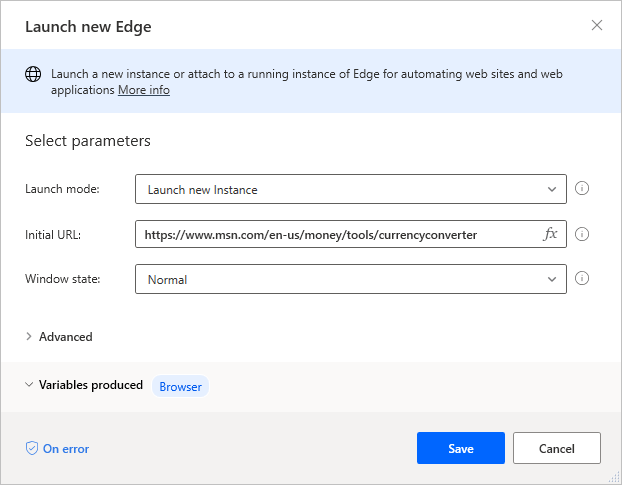 Launch new Edge
Launch a new instance or attach to a running instance of Edge for automating web sites and web
applications More info
Select parameters
Launch mode: Launch new Instance
Initial URL: https://www.msn.com/en-us/money/tools/currencyconverter fx
Window state: Normal
Advanced
Variables produced Browser
On error Save Cancel